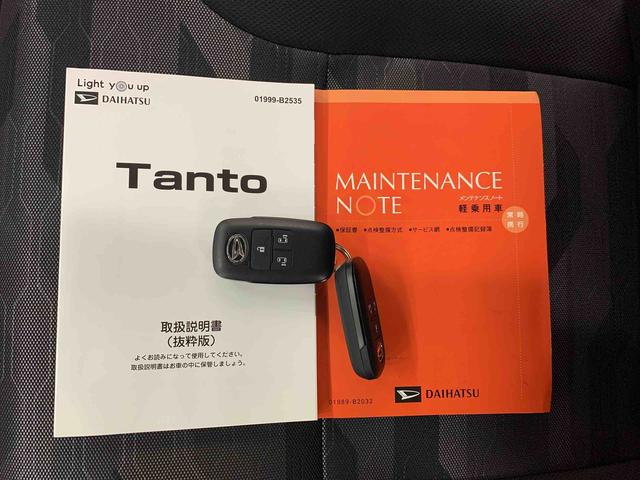 Light you up
DAIHATSU
01999-B2535
Tanto
取扱説明書
（抜粋版）
よくお読みになって使用してください。
取扱説明書はお車の中に保管しましょう。
MAINTENANCE
NOTE
メンテナンスノート
軽乗用車
常時
携行
●保証書 ●点検整備方式 ●サービス網 ●点検整備記録簿
01989-B2032
DAIHATSU